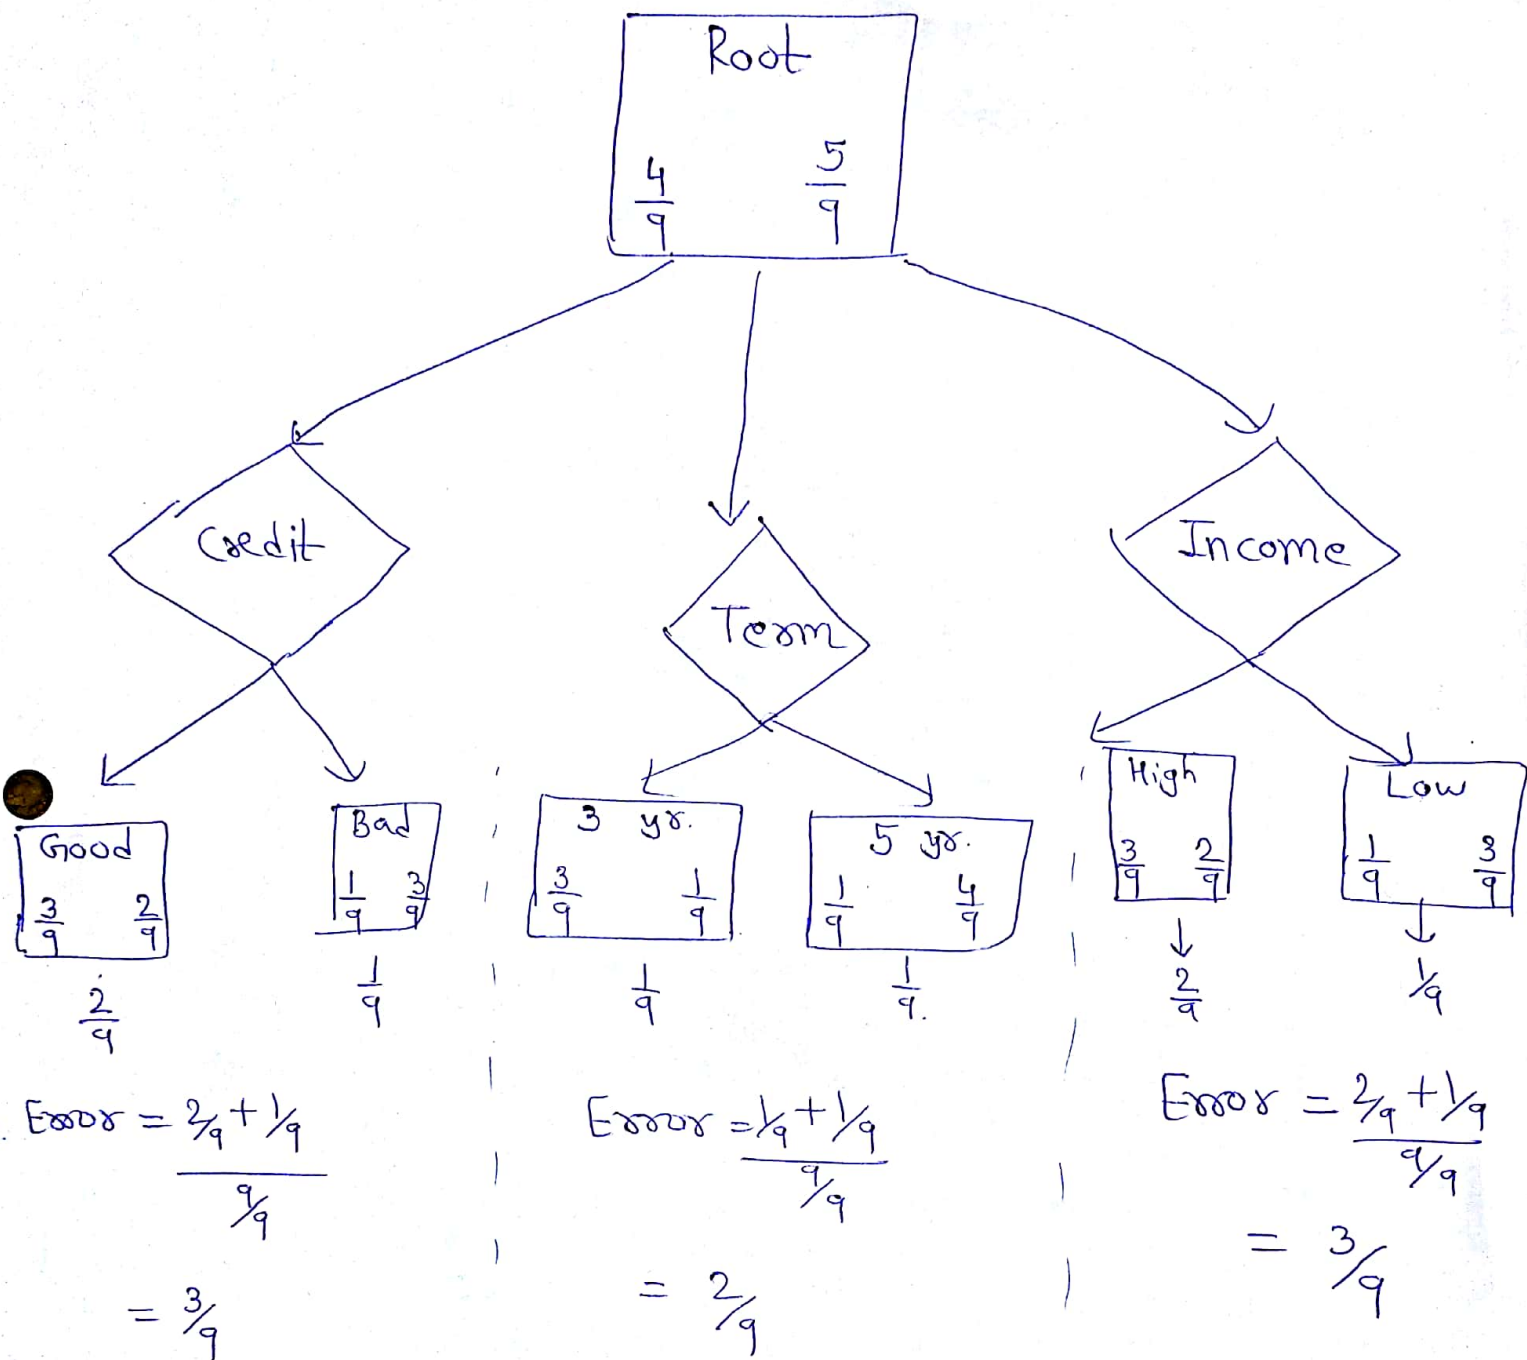 Root
4/9 5/9
Credit
Term
Income
Good
3/9 2/9
2/9
Bad
1/9 3/9
1/9
3 yr.
3/9 1/9
1/9
5 yr.
1/9 4/9
1/9.
High
3/9 2/9
2/9
Low
1/9 3/9
1/9
Error = 2/9 + 1/9
9/9
= 3/9
Error = 1/9 + 1/9
9/9
= 2/9
Error = 2/9 + 1/9
9/9
= 3/9